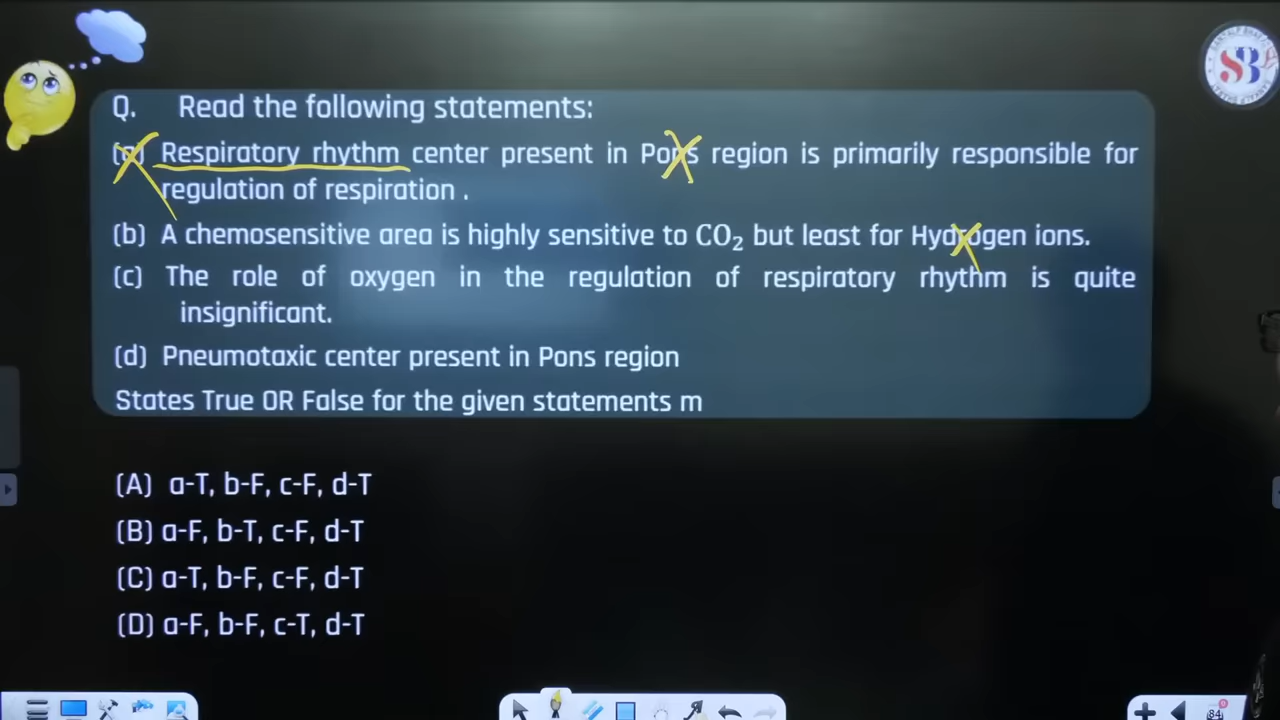 Q. Read the following statements:
(a) Respiratory rhythm center present in Pons region is primarily responsible for
regulation of respiration .
(b) A chemosensitive area is highly sensitive to CO₂ but least for Hydrogen ions.
(c) The role of oxygen in the regulation of respiratory rhythm is quite
insignificant.
(d) Pneumotaxic center present in Pons region
States True OR False for the given statements m
(A) a-T, b-F, c-F, d-T
(B) a-F, b-T, c-F, d-T
(C) a-T, b-F, c-F, d-T
(D) a-F, b-F, c-T, d-T
SB
84